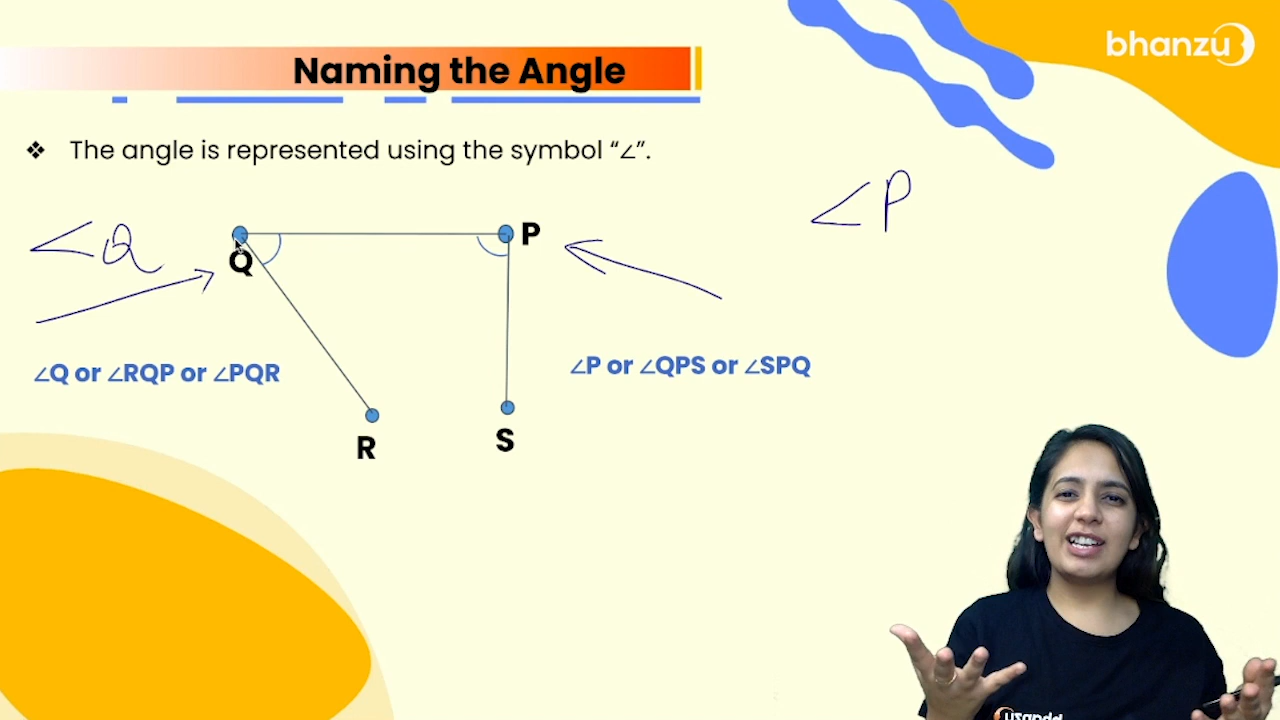 bhanzu
Naming the Angle
❖ The angle is represented using the symbol “∠”.
∠P
∠Q
Q
P
∠Q or ∠RQP or ∠PQR
∠P or ∠QPS or ∠SPQ
R
S